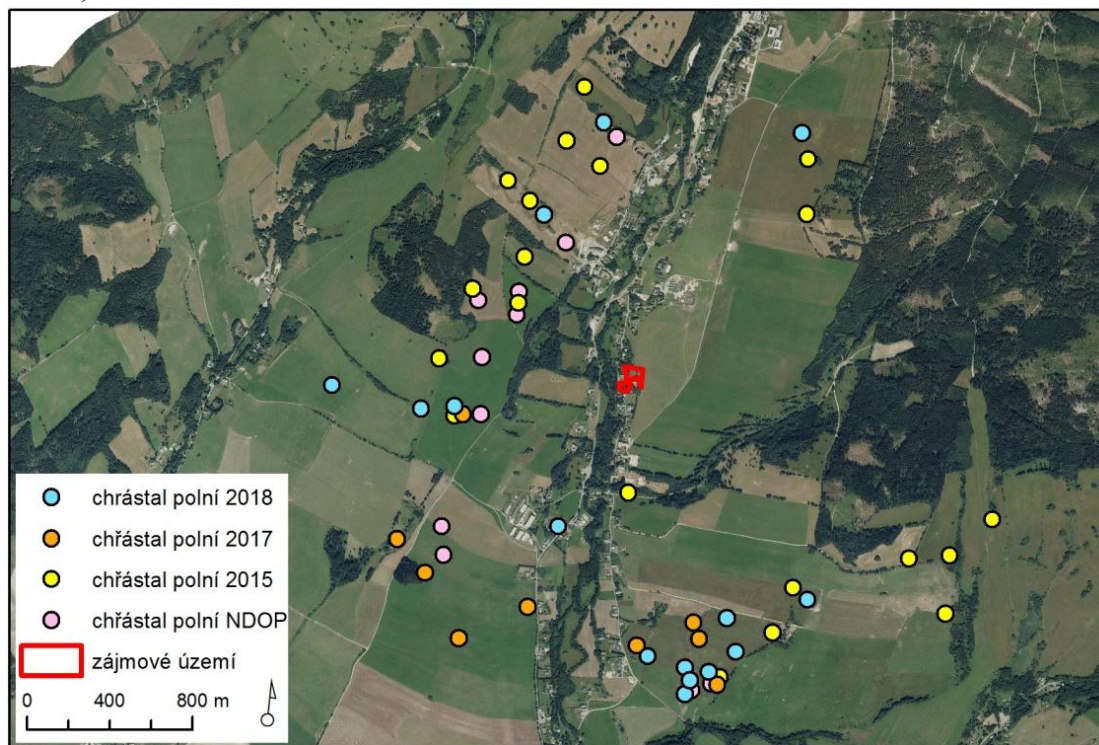 chrástal polní 2018
chřástal polní 2017
chřástal polní 2015
chřástal polní NDOP
zájmové území
0 400 800 m